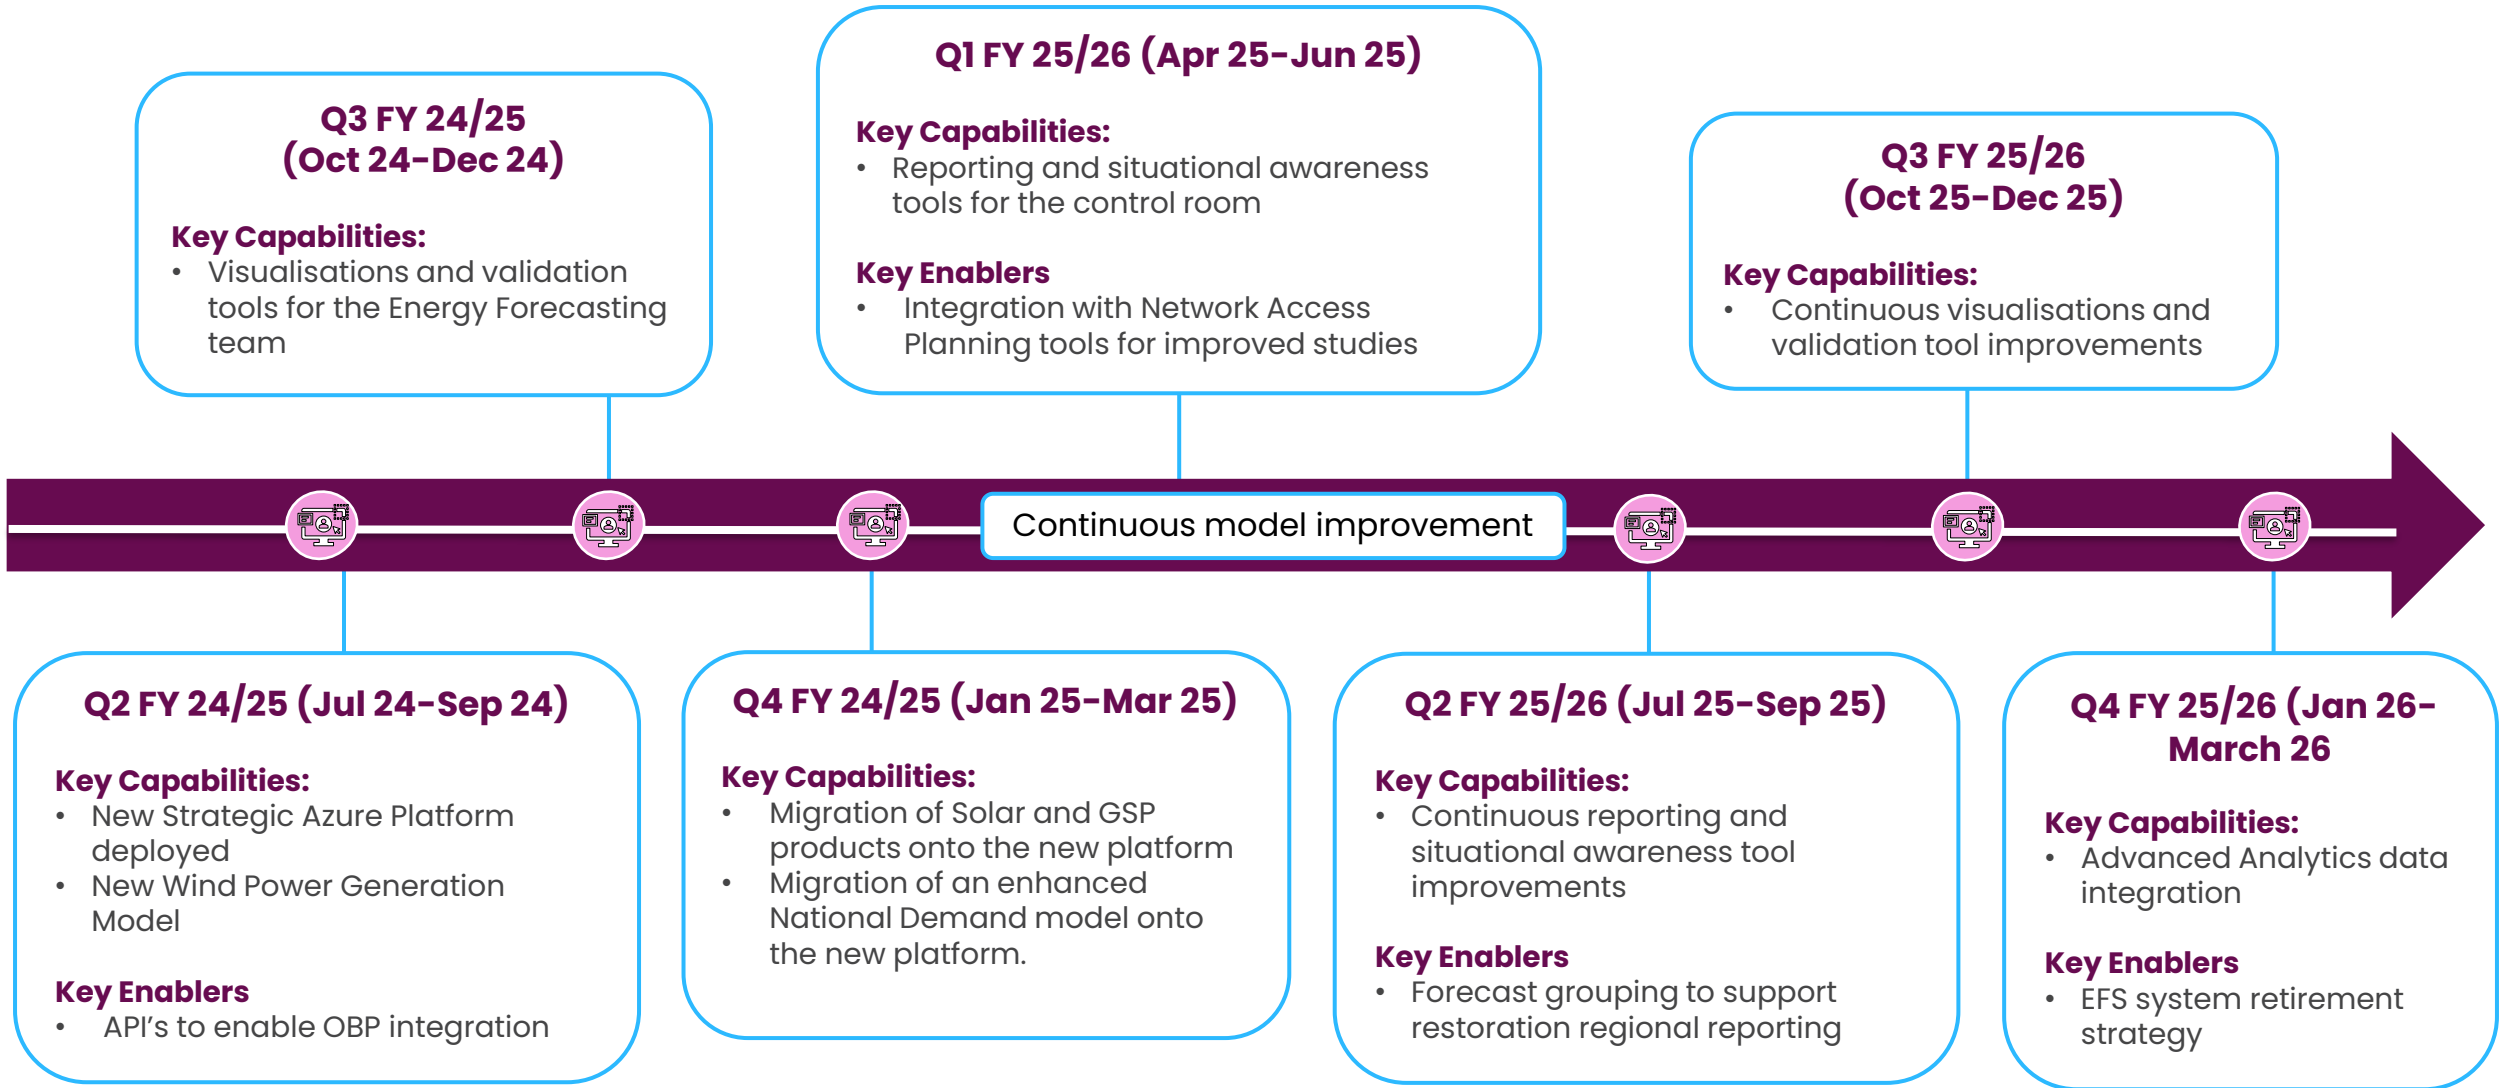 Q3 FY 24/25
(Oct 24-Dec 24)
Key Capabilities:
• Visualisations and validation
tools for the Energy Forecasting
team
Q1 FY 25/26 (Apr 25-Jun 25)
Key Capabilities:
• Reporting and situational awareness
tools for the control room
Key Enablers
• Integration with Network Access
Planning tools for improved studies
Q3 FY 25/26
(Oct 25-Dec 25)
Key Capabilities:
• Continuous visualisations and
validation tool improvements
Continuous model improvement
Q2 FY 24/25 (Jul 24-Sep 24)
Key Capabilities:
• New Strategic Azure Platform
deployed
• New Wind Power Generation
Model
Key Enablers
• API’s to enable OBP integration
Q4 FY 24/25 (Jan 25-Mar 25)
Key Capabilities:
• Migration of Solar and GSP
products onto the new platform
• Migration of an enhanced
National Demand model onto
the new platform.
Q2 FY 25/26 (Jul 25-Sep 25)
Key Capabilities:
• Continuous reporting and
situational awareness tool
improvements
Key Enablers
• Forecast grouping to support
restoration regional reporting
Q4 FY 25/26 (Jan 26-
March 26
Key Capabilities:
• Advanced Analytics data
integration
Key Enablers
• EFS system retirement
strategy